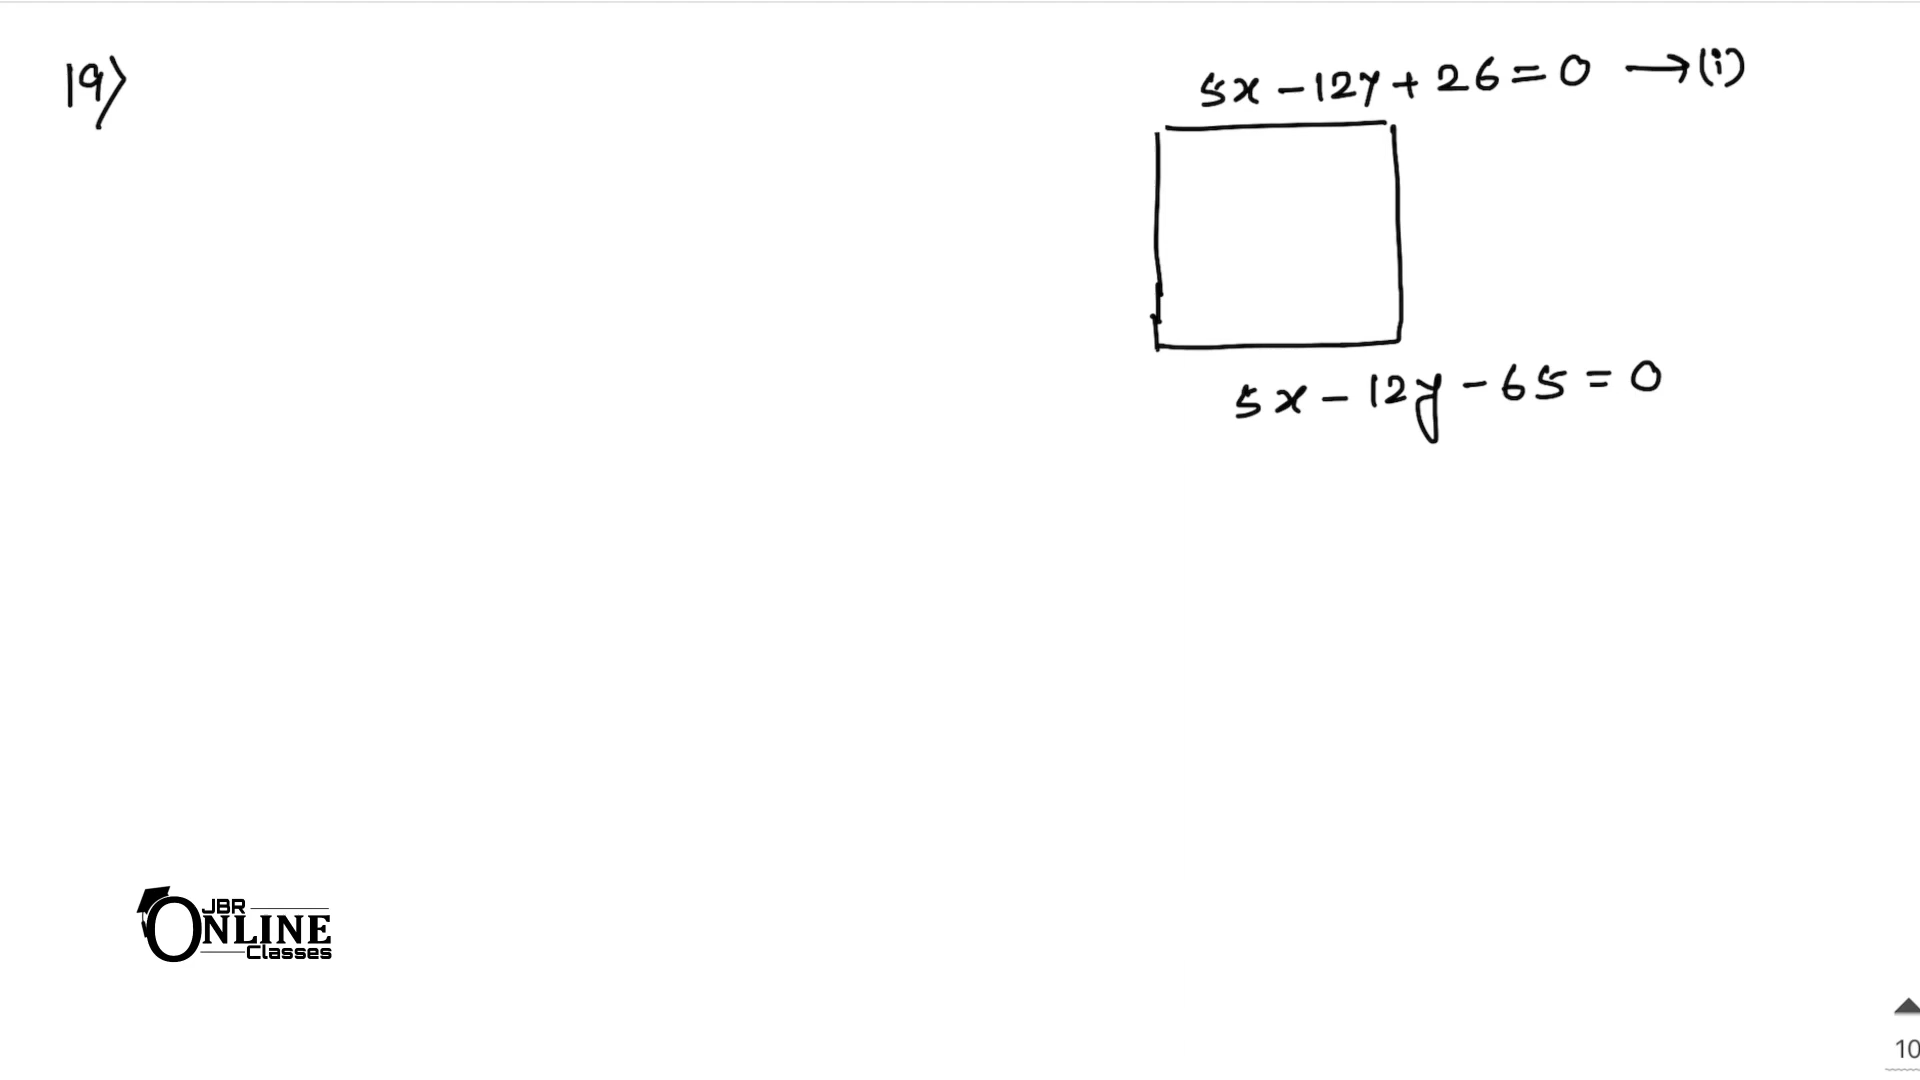 19)
5x - 12y + 26 = 0 → (i)
5x - 12y - 65 = 0
JBR
ONLINE
Classes
10